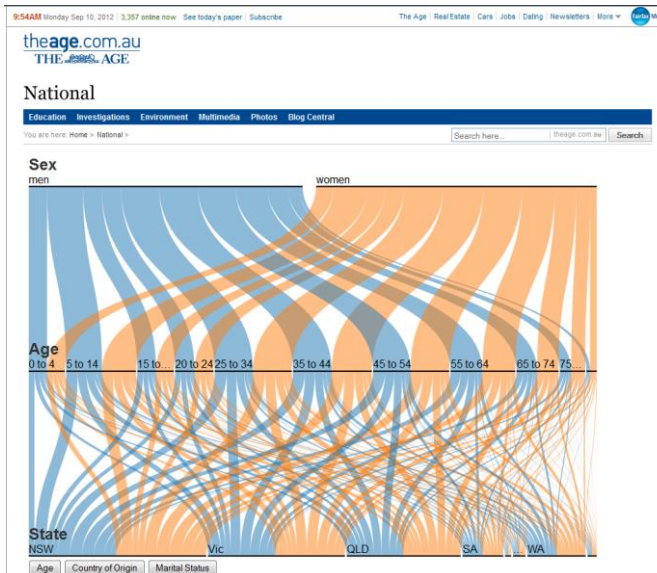 9:54AM Monday Sep 10, 2012 | 3,357 online now See today's paper | Subscribe The Age | Real Estate | Cars | Jobs | Dating | Newsletters | More Fairfax
theage.com.au
THE AGE
National
Education Investigations Environment Multimedia Photos Blog Central
You are here: Home > National >
Search here... theage.com.au Search
Sex
men women
Age
0 to 4 5 to 14 15 to... 20 to 24 25 to 34 35 to 44 45 to 54 55 to 64 65 to 74 75...
State
NSW Vic QLD SA ... WA
Age Country of Origin Marital Status